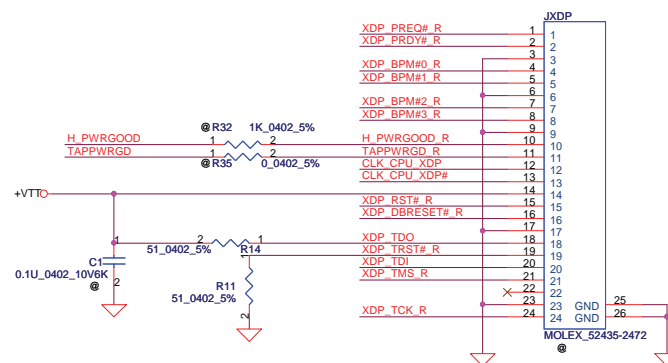 JXDP
XDP_PREQ#_R 1 1
XDP_PRDY#_R 2 2
3 3
XDP_BPM#0_R 4 4
XDP_BPM#1_R 5 5
6 6
XDP_BPM#2_R 7 7
XDP_BPM#3_R 8 8
9 9
@ R32 1K_0402_5%
H_PWRGOOD 1 2 H_PWRGOOD_R 10 10
TAPPWRGD 1 2 TAPPWRGD_R 11 11
@ R35 0_0402_5%
CLK_CPU_XDP 12 12
CLK_CPU_XDP# 13 13
+VTT 14 14
XDP_RST#_R 15 15
XDP_DBRESET#_R 16 16
17 17
2 1 XDP_TDO 18 18
51_0402_5% R14
XDP_TRST#_R 19 19
XDP_TDI 20 20
XDP_TMS_R 21 21
22 22
23 23 GND 25
XDP_TCK_R 24 24 GND 26
1
C1
0.1U_0402_10V6K
@
2
1
R11
51_0402_5%
2
MOLEX_52435-2472
@